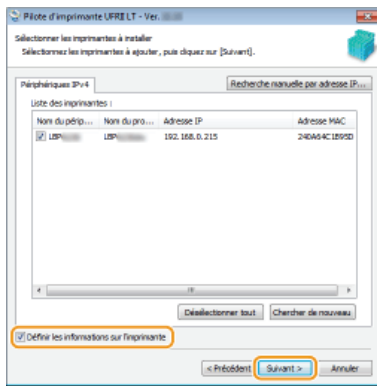 Pilote d'imprimante UFRII LT - Ver.
Sélectionner les imprimantes à installer
Sélectionnez les imprimantes à ajouter, puis cliquez sur [Suivant].
Périphériques IPv4
Recherche manuelle par adresse IP...
Liste des imprimantes :
Nom du périp... Nom du pro... Adresse IP Adresse MAC
LBP LBP 192.168.0.215
Désélectionner tout Chercher de nouveau
Définir les informations sur l'imprimante
< Précédent Suivant > Annuler